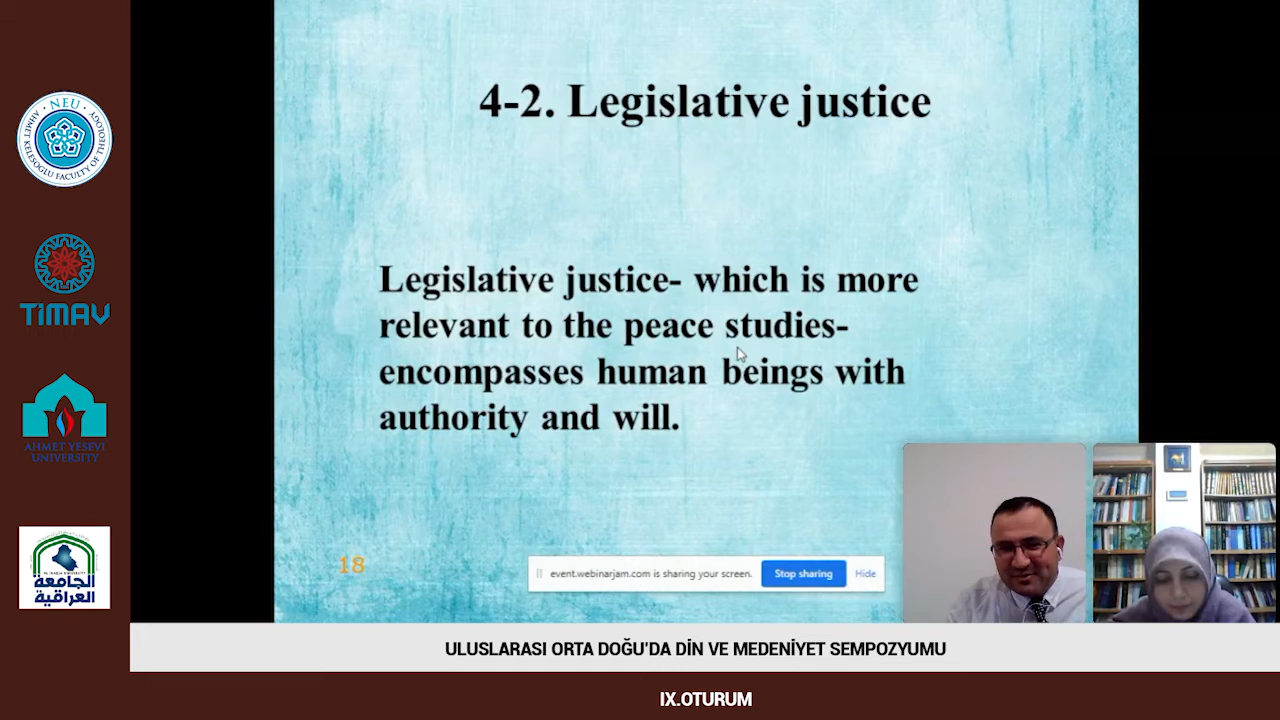 NEU
AHMET KELEŞOĞLU FACULTY OF THEOLOGY
TİMAV
AHMET YESEVİ
UNIVERSITY
الجامعة
العراقية
4-2. Legislative justice
Legislative justice- which is more
relevant to the peace studies-
encompasses human beings with
authority and will.
18
event.webinarjam.com is sharing your screen.
Stop sharing
Hide
ULUSLARASI ORTA DOĞU'DA DİN VE MEDENİYET SEMPOZYUMU
IX.OTURUM